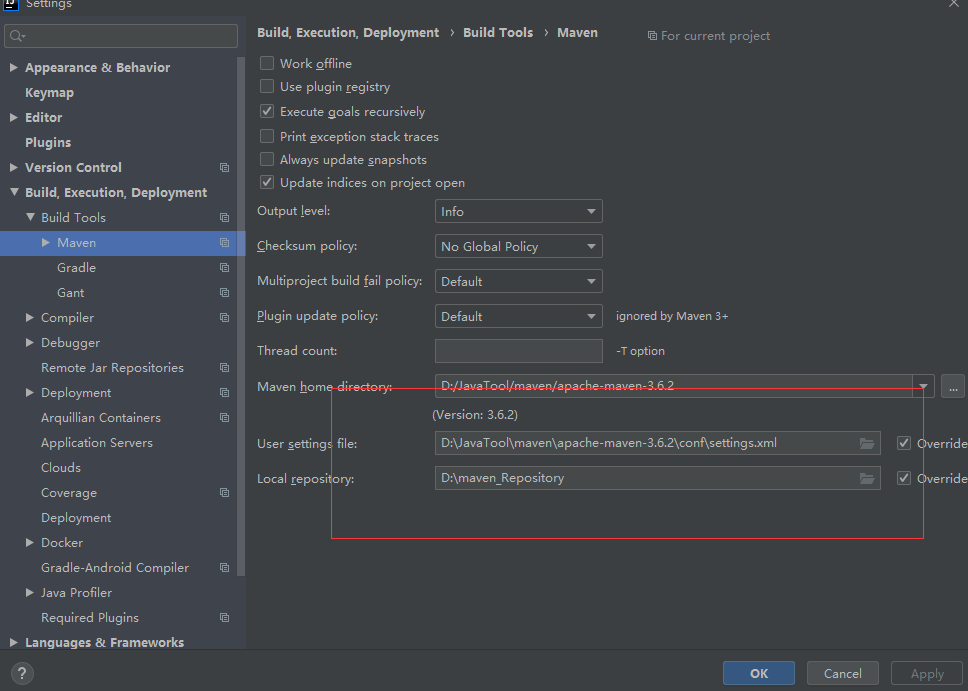 Settings
Build, Execution, Deployment › Build Tools › Maven
For current project
Appearance & Behavior
Keymap
Editor
Plugins
Version Control
Build, Execution, Deployment
Build Tools
Maven
Gradle
Gant
Compiler
Debugger
Remote Jar Repositories
Deployment
Arquillian Containers
Application Servers
Clouds
Coverage
Deployment
Docker
Gradle-Android Compiler
Java Profiler
Required Plugins
Languages & Frameworks
Work offline
Use plugin registry
Execute goals recursively
Print exception stack traces
Always update snapshots
Update indices on project open
Output level: Info
Checksum policy: No Global Policy
Multiproject build fail policy: Default
Plugin update policy: Default ignored by Maven 3+
Thread count: -T option
Maven home directory: D:/JavaTool/maven/apache-maven-3.6.2 ...
(Version: 3.6.2)
User settings file: D:\JavaTool\maven\apache-maven-3.6.2\conf\settings.xml Override
Local repository: D:\maven_Repository Override
? OK Cancel Apply